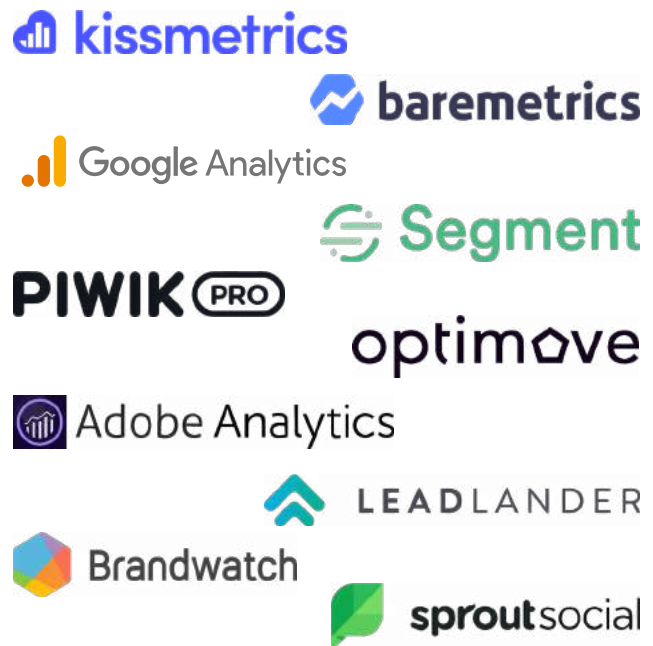 kissmetrics
baremetrics
Google Analytics
Segment
PIWIK PRO
optimove
Adobe Analytics
LEADLANDER
Brandwatch
sproutsocial